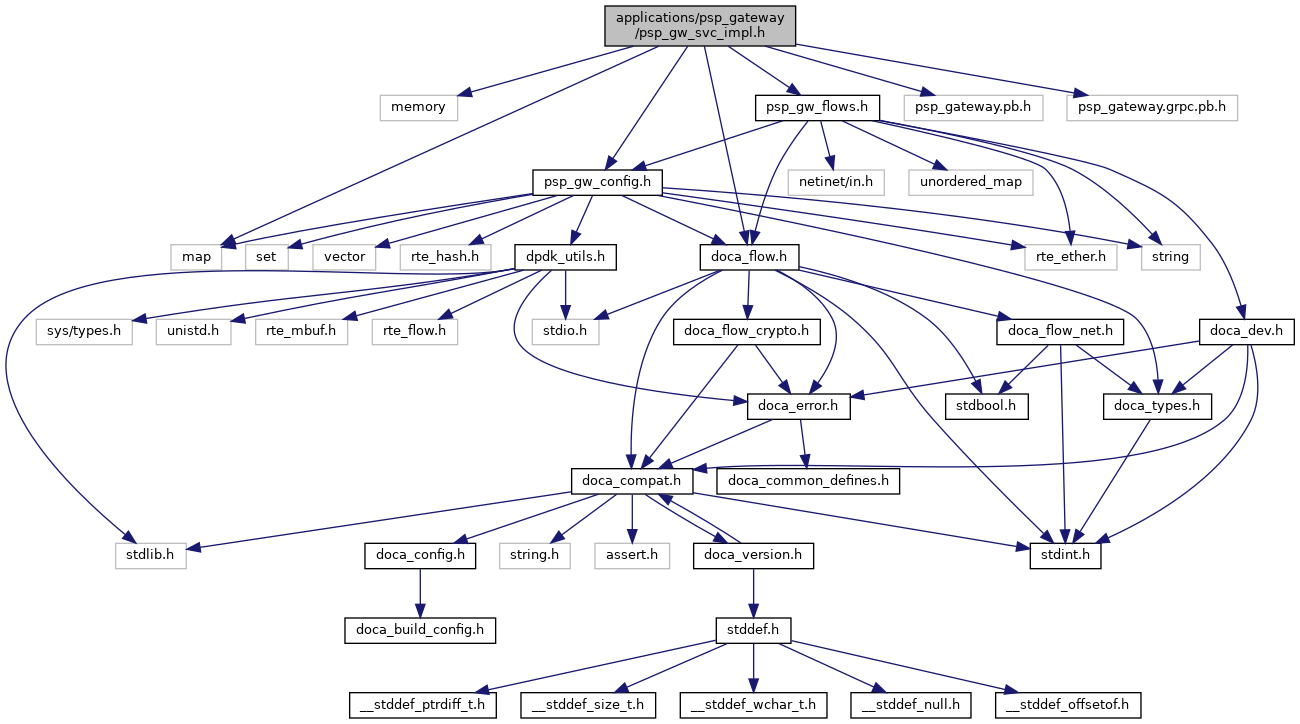 applications/psp_gateway
/psp_gw_svc_impl.h
memory
psp_gw_flows.h
psp_gateway.pb.h
psp_gateway.grpc.pb.h
psp_gw_config.h
netinet/in.h
unordered_map
map
set
vector
rte_hash.h
dpdk_utils.h
doca_flow.h
rte_ether.h
string
sys/types.h
unistd.h
rte_mbuf.h
rte_flow.h
stdio.h
doca_flow_crypto.h
doca_flow_net.h
doca_dev.h
doca_error.h
stdbool.h
doca_types.h
doca_compat.h
doca_common_defines.h
stdlib.h
doca_config.h
string.h
assert.h
doca_version.h
stdint.h
doca_build_config.h
stddef.h
__stddef_ptrdiff_t.h
__stddef_size_t.h
__stddef_wchar_t.h
__stddef_null.h
__stddef_offsetof.h